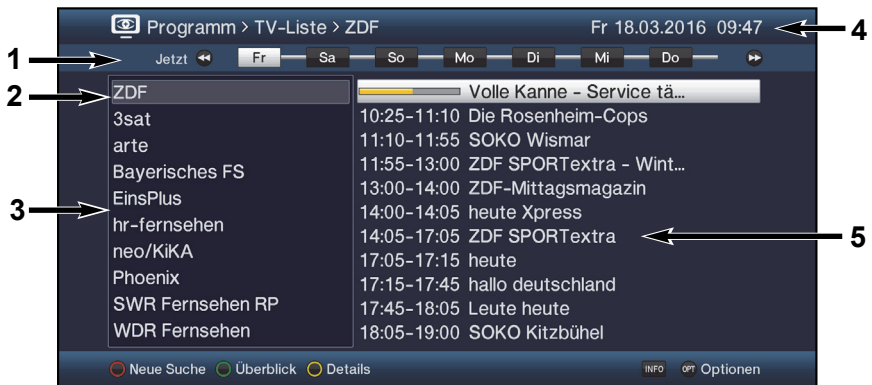 Programm > TV-Liste > ZDF
Fr 18.03.2016 09:47
4
1
Jetzt Fr Sa So Mo Di Mi Do
2
ZDF
3sat
arte
Bayerisches FS
EinsPlus
3
hr-fernsehen
neo/KiKA
Phoenix
SWR Fernsehen RP
WDR Fernsehen
Volle Kanne - Service tä...
10:25-11:10 Die Rosenheim-Cops
11:10-11:55 SOKO Wismar
11:55-13:00 ZDF SPORTextra - Wint...
13:00-14:00 ZDF-Mittagsmagazin
14:00-14:05 heute Xpress
14:05-17:05 ZDF SPORTextra
5
17:05-17:15 heute
17:15-17:45 hallo deutschland
17:45-18:05 Leute heute
18:05-19:00 SOKO Kitzbühel
Neue Suche Überblick Details
INFO OPT Optionen